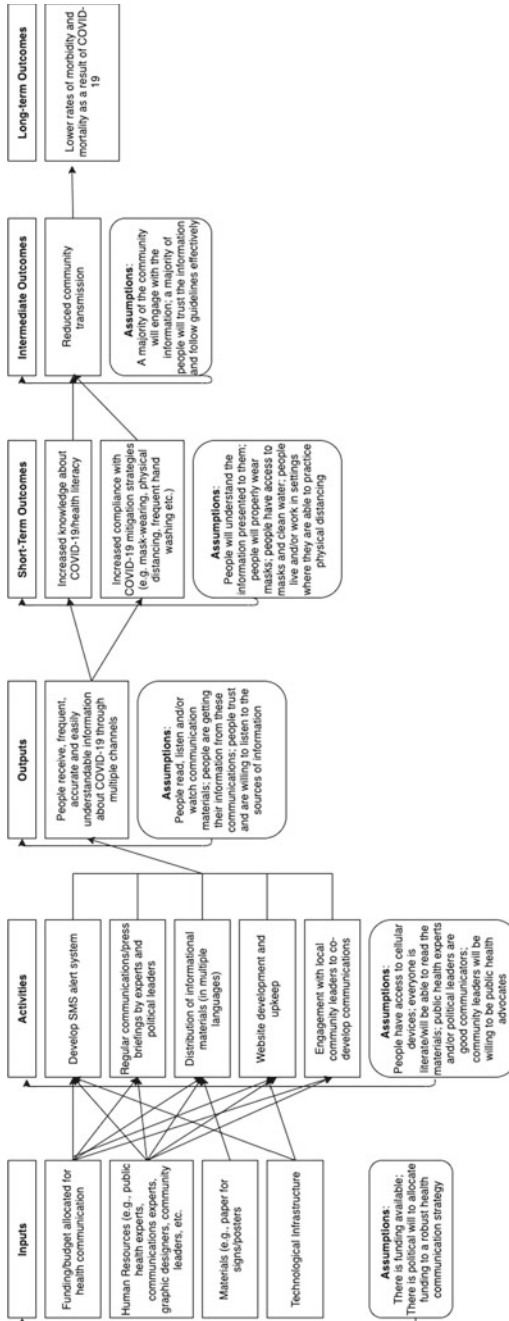 Inputs
Funding/budget allocated for
health communication
Human Resources (e.g., public
health experts,
communications experts,
graphic designers, community
leaders, etc.
Materials (e.g., paper for
signs/posters
Technological Infrastructure
Assumptions:
There is funding available;
There is political will to allocate
funding to a robust health
communication strategy
Activities
Develop SMS alert system
Regular communications/press
briefings by experts and
political leaders
Distribution of informational
materials (in multiple
languages)
Website development and
upkeep
Engagement with local
community leaders to co-
develop communications
Assumptions:
People have access to cellular
devices; everyone is
literate/will be able to read the
materials; public health experts
and/or political leaders are
good communicators;
community leaders will be
willing to be public health
advocates
Outputs
People receive, frequent,
accurate and easily
understandable information
about COVID-19 through
multiple channels
Assumptions:
People read, listen and/or
watch communication
materials; people are getting
their information from these
communications; people trust
and are willing to listen to the
sources of information
Short-Term Outcomes
Increased knowledge about
COVID-19/health literacy
Increased compliance with
COVID-19 mitigation strategies
(e.g. mask-wearing, physical
distancing, frequent hand
washing etc.)
Assumptions:
People will understand the
information presented to them;
people will properly wear
masks; people have access to
masks and clean water; people
live and/or work in settings
where they are able to practice
physical distancing
Intermediate Outcomes
Reduced community
transmission
Assumptions:
A majority of the community
will engage with the
information; a majority of
people will trust the information
and follow guidelines effectively
Long-term Outcomes
Lower rates of morbidity and
mortality as a result of COVID-
19